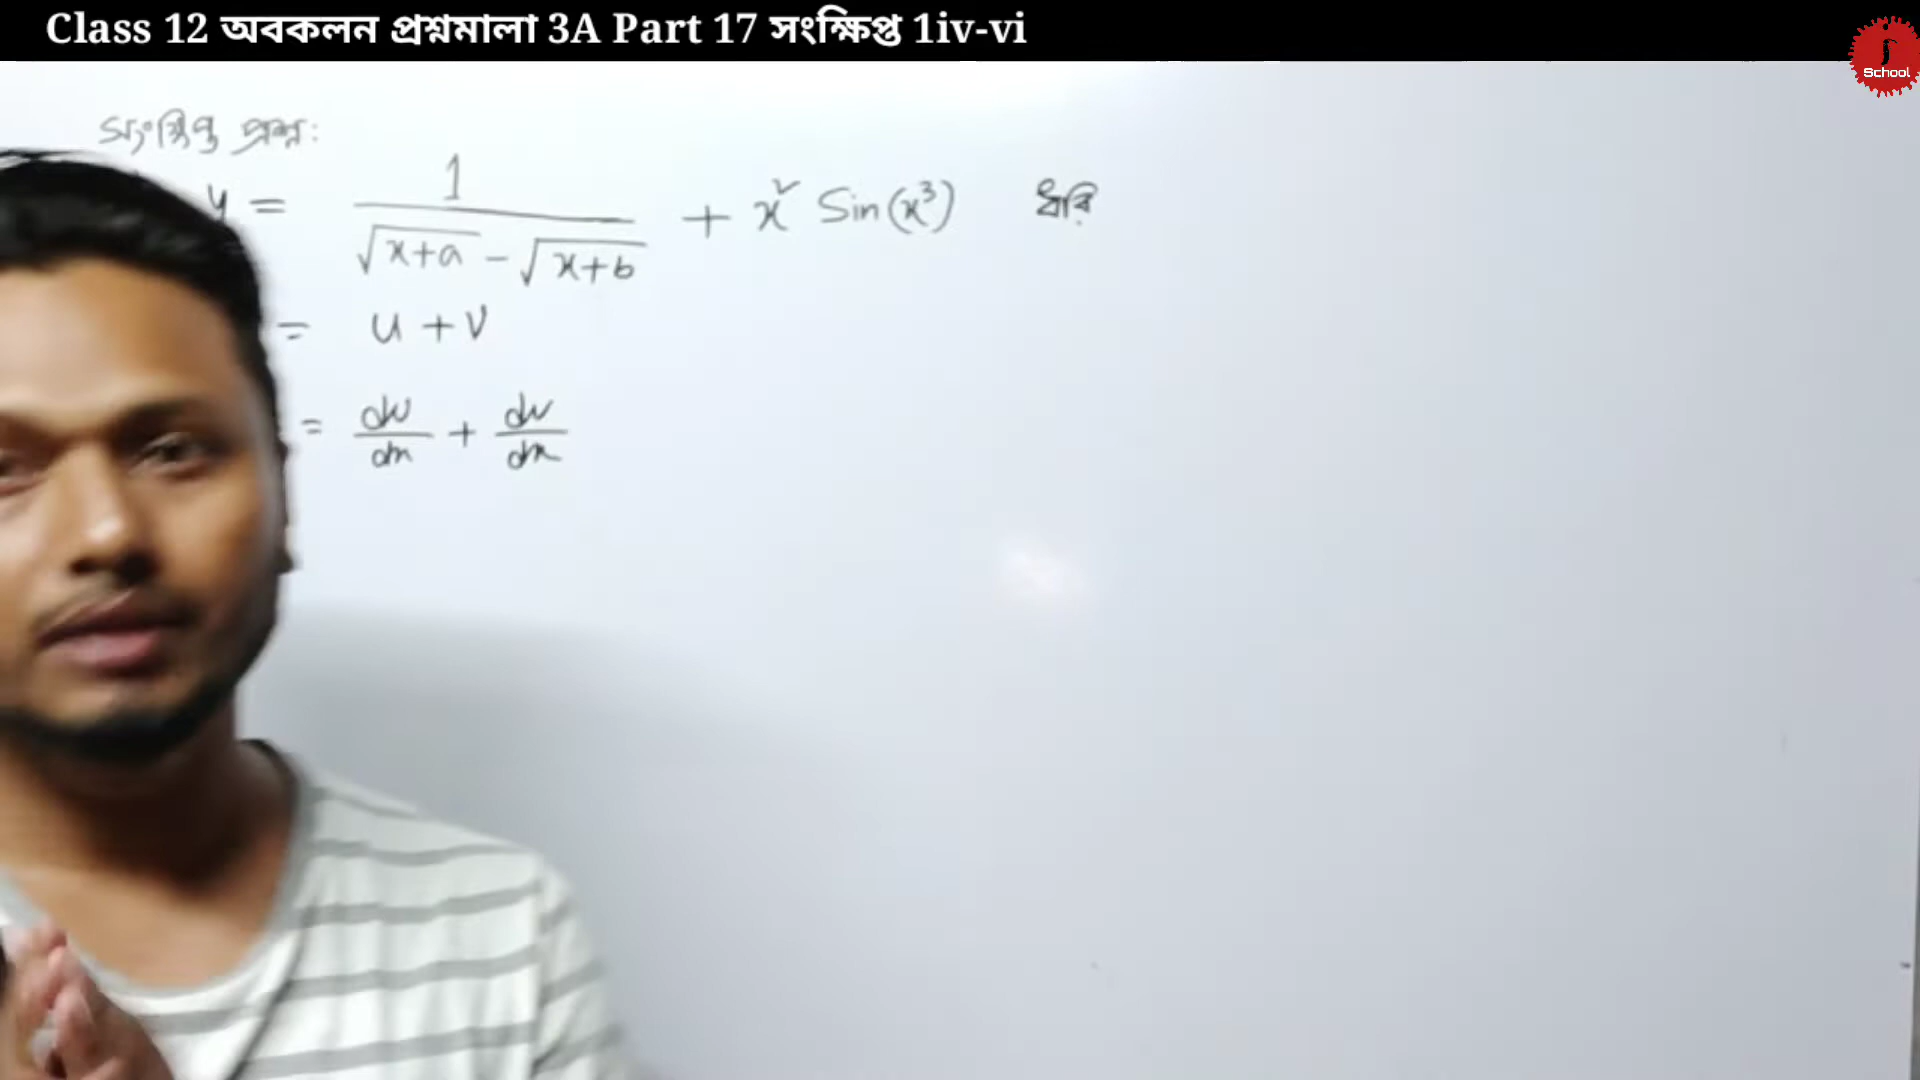 Class 12 অবকলন প্রশ্নমালা 3A Part 17 সংক্ষিপ্ত 1iv-vi
ʃ School
সংক্ষিপ্ত প্রশ্ন:
y = 1 / (√(x+a) - √(x+b)) + x² Sin(x³) ধরি
= u + v
= du/dx + dv/dx